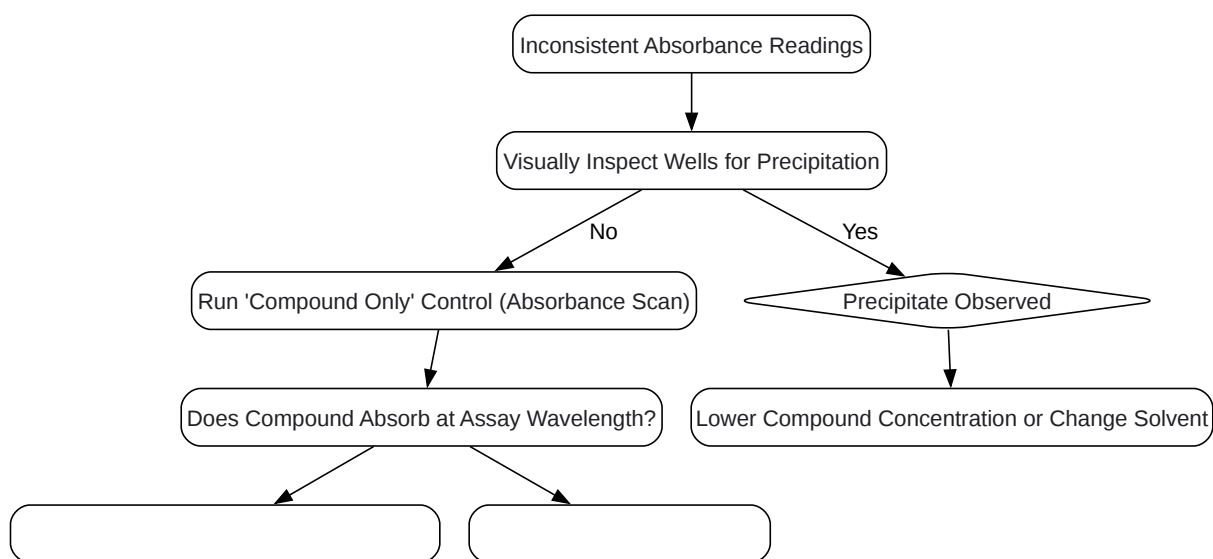 Inconsistent Absorbance Readings
Visually Inspect Wells for Precipitation
No
Yes
Run 'Compound Only' Control (Absorbance Scan)
Precipitate Observed
Does Compound Absorb at Assay Wavelength?
Lower Compound Concentration or Change Solvent